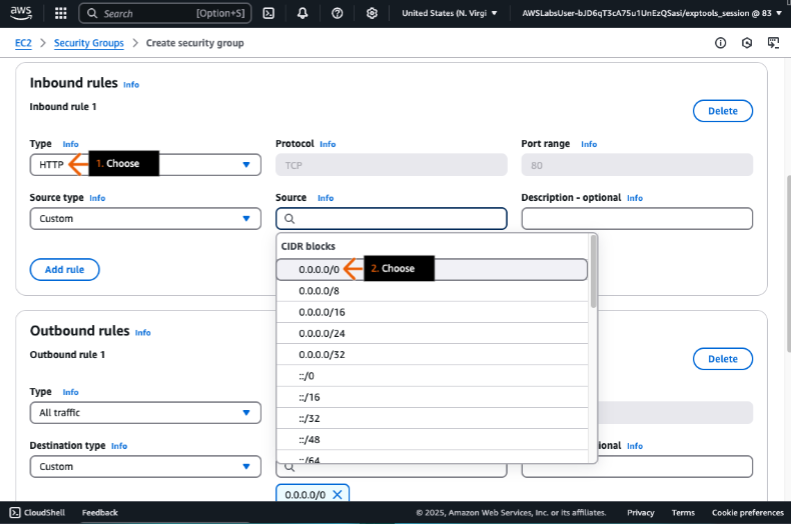 aws
Search [Option+S]
United States (N. Virgi
AWSLabsUser-bJD6qT3cA75u1UnEzQSasi/exptools_session @ 83
EC2 > Security Groups > Create security group
Inbound rules Info
Inbound rule 1
Delete
Type Info
Protocol Info
Port range Info
HTTP
1. Choose
TCP
80
Source type Info
Source Info
Description - optional Info
Custom
CIDR blocks
Add rule
0.0.0.0/0
2. Choose
0.0.0.0/8
0.0.0.0/16
0.0.0.0/24
0.0.0.0/32
::/0
::/16
::/32
::/48
::/64
Outbound rules Info
Outbound rule 1
Delete
Type Info
All traffic
Destination type Info
ional Info
Custom
0.0.0.0/0 X
CloudShell Feedback
© 2025, Amazon Web Services, Inc. or its affiliates. Privacy Terms Cookie preferences